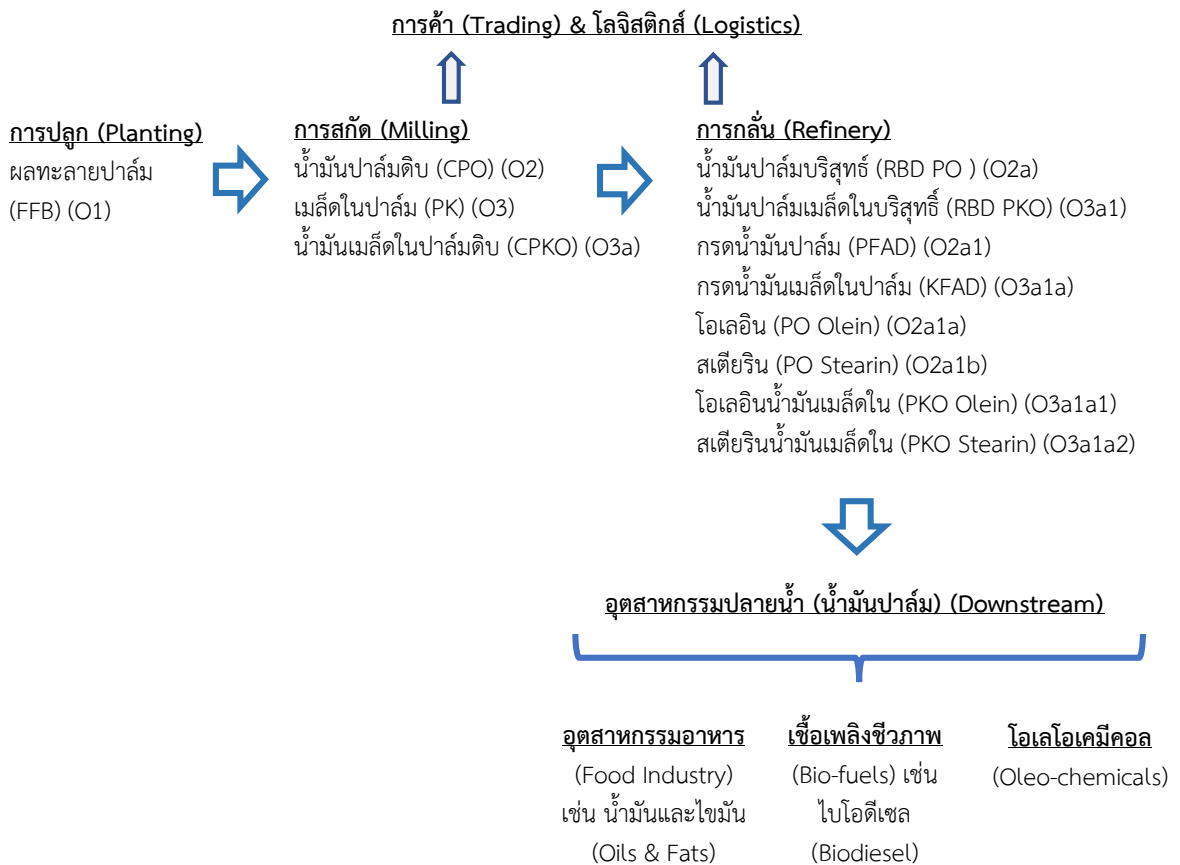 การค้า (Trading) & โลจิสติกส์ (Logistics)
การปลูก (Planting)
ผลทะลายปาล์ม
(FFB) (O1)
การสกัด (Milling)
น้ำมันปาล์มดิบ (CPO) (O2)
เมล็ดในปาล์ม (PK) (O3)
น้ำมันเมล็ดในปาล์มดิบ (CPKO) (O3a)
การกลั่น (Refinery)
น้ำมันปาล์มบริสุทธ์ (RBD PO ) (O2a)
น้ำมันปาล์มเมล็ดในบริสุทธิ์ (RBD PKO) (O3a1)
กรดน้ำมันปาล์ม (PFAD) (O2a1)
กรดน้ำมันเมล็ดในปาล์ม (KFAD) (O3a1a)
โอเลอิน (PO Olein) (O2a1a)
สเตียริน (PO Stearin) (O2a1b)
โอเลอินน้ำมันเมล็ดใน (PKO Olein) (O3a1a1)
สเตียรินน้ำมันเมล็ดใน (PKO Stearin) (O3a1a2)
อุตสาหกรรมปลายน้ำ (น้ำมันปาล์ม) (Downstream)
อุตสาหกรรมอาหาร
(Food Industry)
เช่น น้ำมันและไขมัน
(Oils & Fats)
เชื้อเพลิงชีวภาพ
(Bio-fuels) เช่น
ไบโอดีเซล
(Biodiesel)
โอเลโอเคมีคอล
(Oleo-chemicals)